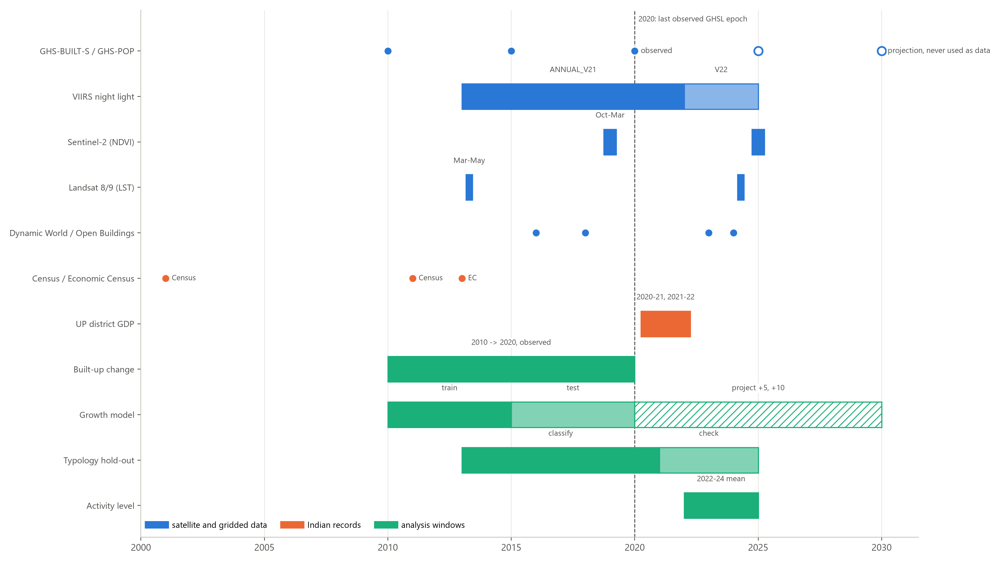 2020: last observed GHSL epoch
GHS-BUILT-S / GHS-POP
observed
projection, never used as data
ANNUAL_V21
V22
VIIRS night light
Oct-Mar
Sentinel-2 (NDVI)
Mar-May
Landsat 8/9 (LST)
Dynamic World / Open Buildings
Census / Economic Census
Census
Census
EC
2020-21, 2021-22
UP district GDP
2010 -> 2020, observed
Built-up change
train
test
project +5, +10
Growth model
classify
check
Typology hold-out
2022-24 mean
Activity level
satellite and gridded data
Indian records
analysis windows
2000
2005
2010
2015
2020
2025
2030